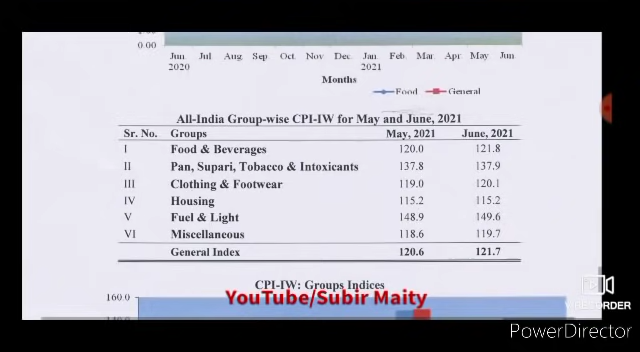 0.00
Jun Jul Aug Sep Oct Nov Dec Jan Feb Mar Apr May Jun
2020 2021
Months
Food General
All-India Group-wise CPI-IW for May and June, 2021
Sr. No. Groups May, 2021 June, 2021
I Food & Beverages 120.0 121.8
II Pan, Supari, Tobacco & Intoxicants 137.8 137.9
III Clothing & Footwear 119.0 120.1
IV Housing 115.2 115.2
V Fuel & Light 148.9 149.6
VI Miscellaneous 118.6 119.7
General Index 120.6 121.7
CPI-IW: Groups Indices
160.0
YouTube/Subir Maity
PowerDirector